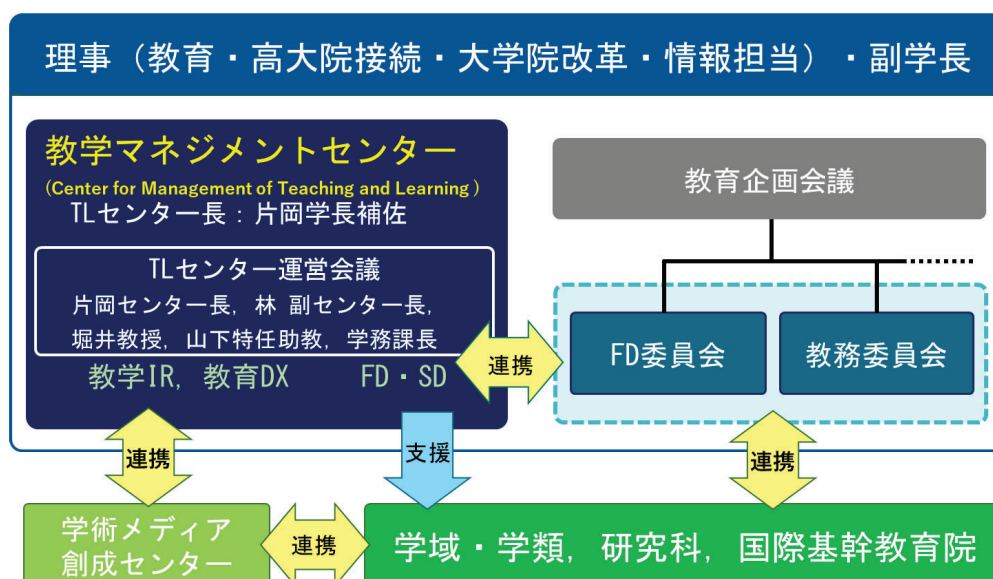 理事（教育・高大院接続・大学院改革・情報担当）・副学長
教学マネジメントセンター
(Center for Management of Teaching and Learning )
TLセンター長：片岡学長補佐
TLセンター運営会議
片岡センター長，林 副センター長，
堀井教授，山下特任助教，学務課長
教学IR，教育DX　FD・SD
教育企画会議
FD委員会
教務委員会
連携
連携
支援
連携
学術メディア
創成センター
連携
学域・学類，研究科，国際基幹教育院